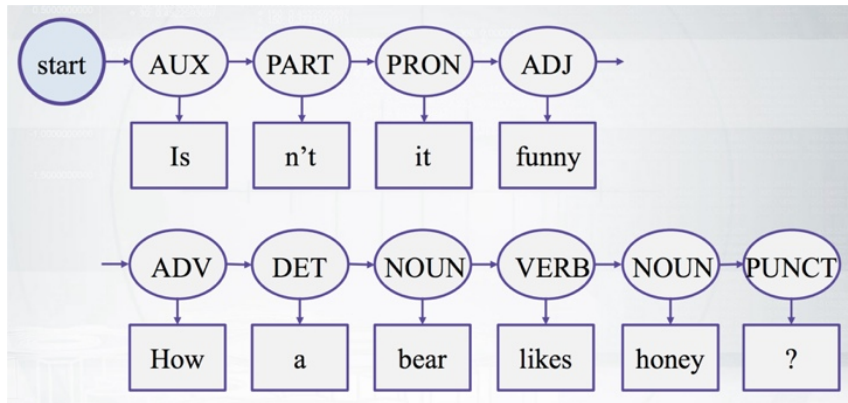 start AUX PART PRON ADJ
Is n't it funny
ADV DET NOUN VERB NOUN PUNCT
How a bear likes honey ?